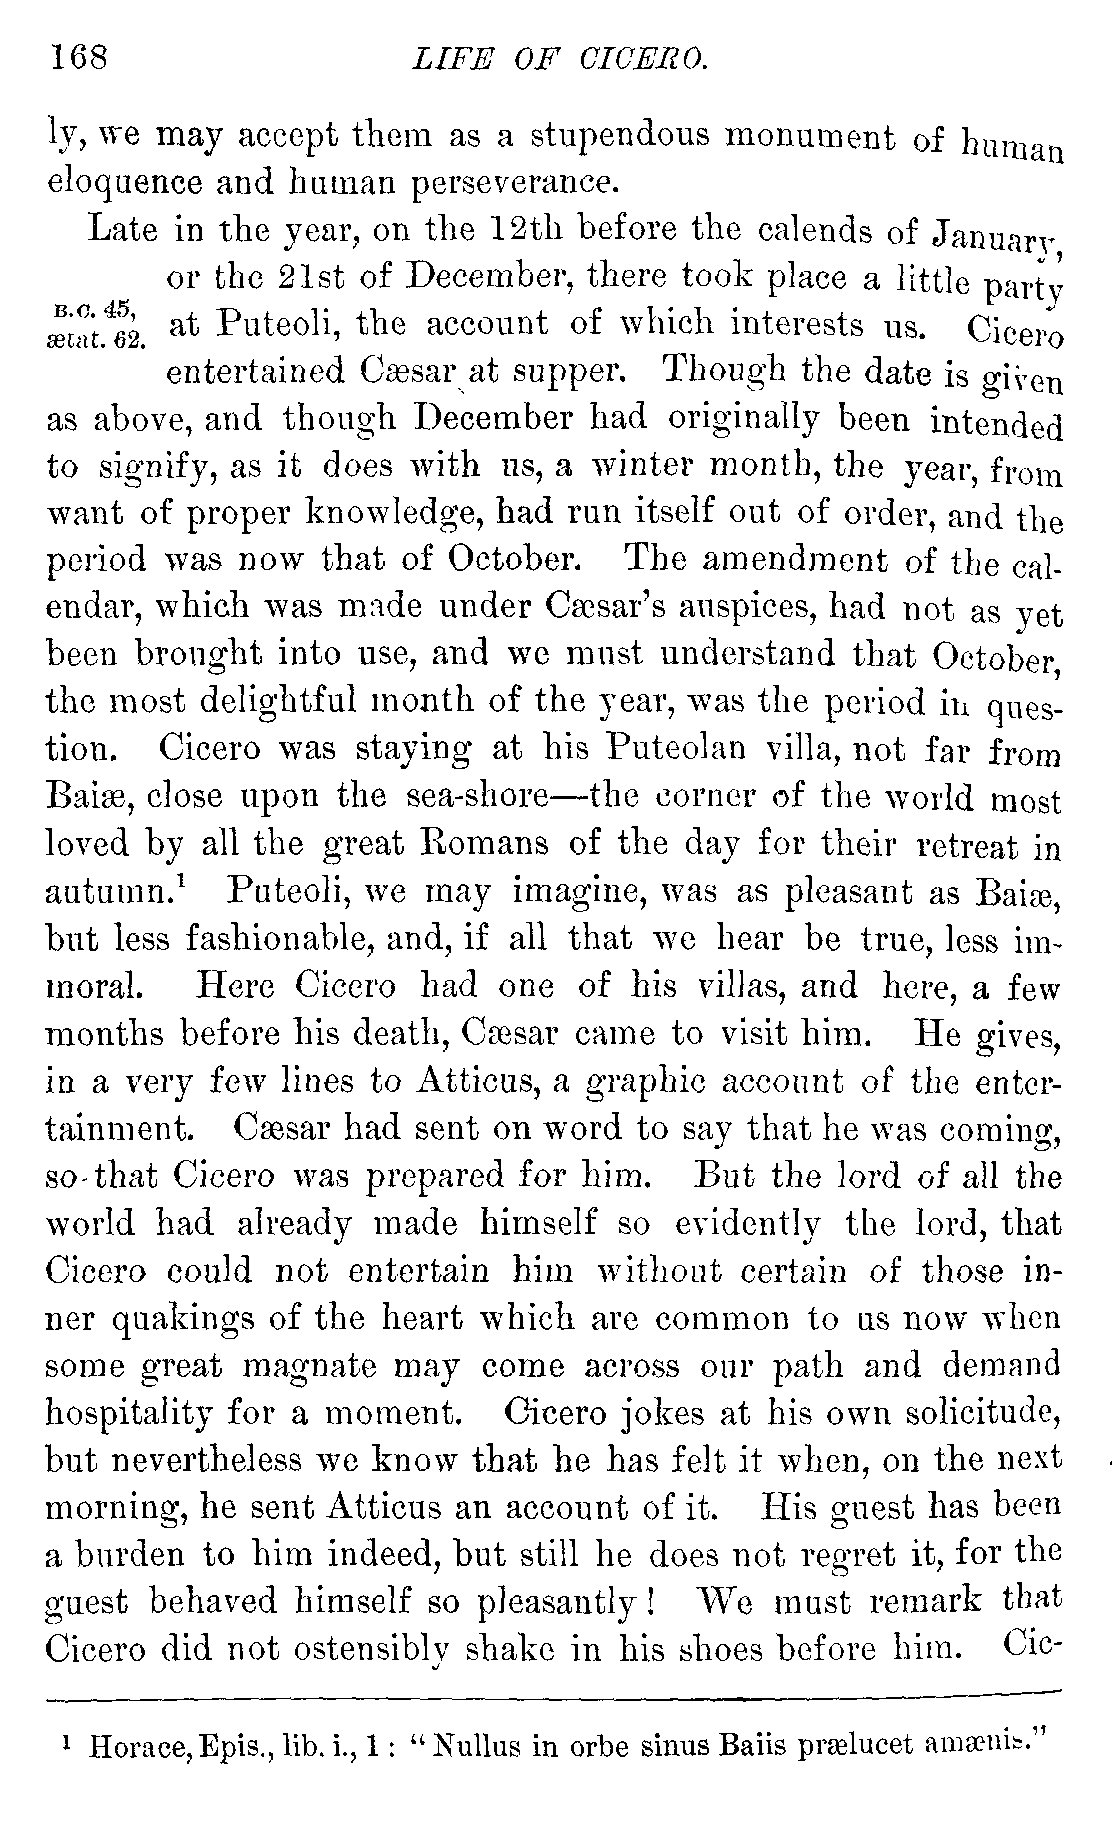 168 LIFE OF CICERO.
ly, we may accept them as a stupendous monument of human
eloquence and human perseverance.
Late in the year, on the 12th before the calends of January,
or the 21st of December, there took place a little party
B.C. 45,
ætat. 62.
at Puteoli, the account of which interests us. Cicero
entertained Cæsar at supper. Though the date is given
as above, and though December had originally been intended
to signify, as it does with us, a winter month, the year, from
want of proper knowledge, had run itself out of order, and the
period was now that of October. The amendment of the cal-
endar, which was made under Cæsar's auspices, had not as yet
been brought into use, and we must understand that October,
the most delightful month of the year, was the period in ques-
tion. Cicero was staying at his Puteolan villa, not far from
Baiæ, close upon the sea-shore—the corner of the world most
loved by all the great Romans of the day for their retreat in
autumn.¹ Puteoli, we may imagine, was as pleasant as Baiæ,
but less fashionable, and, if all that we hear be true, less im-
moral. Here Cicero had one of his villas, and here, a few
months before his death, Cæsar came to visit him. He gives,
in a very few lines to Atticus, a graphic account of the enter-
tainment. Cæsar had sent on word to say that he was coming,
so that Cicero was prepared for him. But the lord of all the
world had already made himself so evidently the lord, that
Cicero could not entertain him without certain of those in-
ner quakings of the heart which are common to us now when
some great magnate may come across our path and demand
hospitality for a moment. Cicero jokes at his own solicitude,
but nevertheless we know that he has felt it when, on the next
morning, he sent Atticus an account of it. His guest has been
a burden to him indeed, but still he does not regret it, for the
guest behaved himself so pleasantly! We must remark that
Cicero did not ostensibly shake in his shoes before him. Cic-
¹ Horace, Epis., lib. i., 1: "Nullus in orbe sinus Baiis prælucet amœnis."